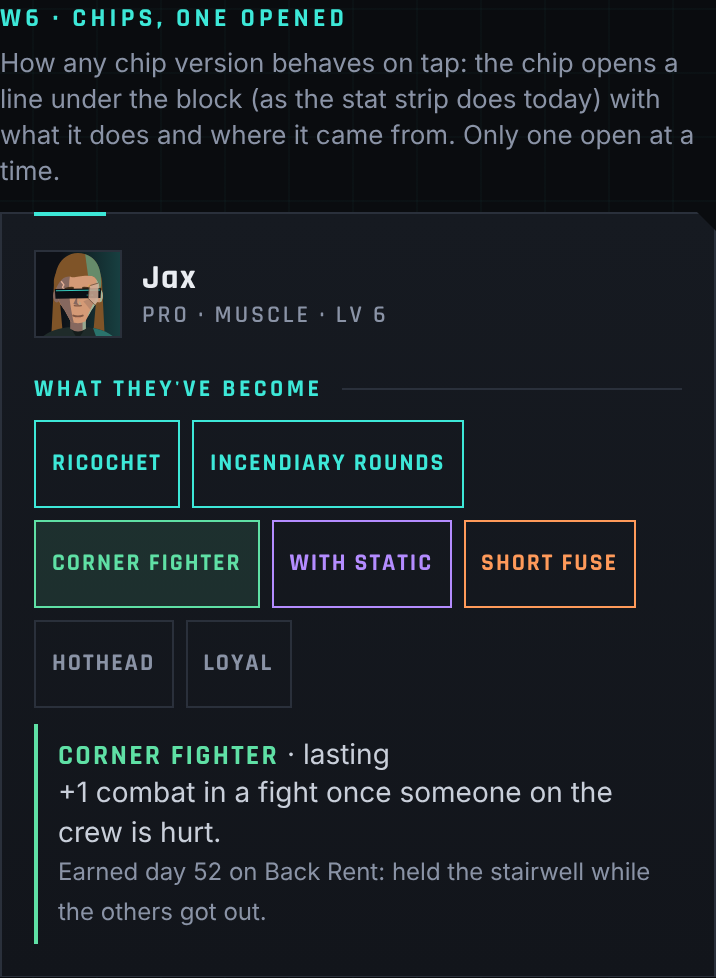 W6 · CHIPS, ONE OPENED
How any chip version behaves on tap: the chip opens a
line under the block (as the stat strip does today) with
what it does and where it came from. Only one open at a
time.
Jax
PRO · MUSCLE · LV 6
WHAT THEY'VE BECOME
RICOCHET INCENDIARY ROUNDS
CORNER FIGHTER WITH STATIC SHORT FUSE
HOTHEAD LOYAL
CORNER FIGHTER · lasting
+1 combat in a fight once someone on the
crew is hurt.
Earned day 52 on Back Rent: held the stairwell while
the others got out.